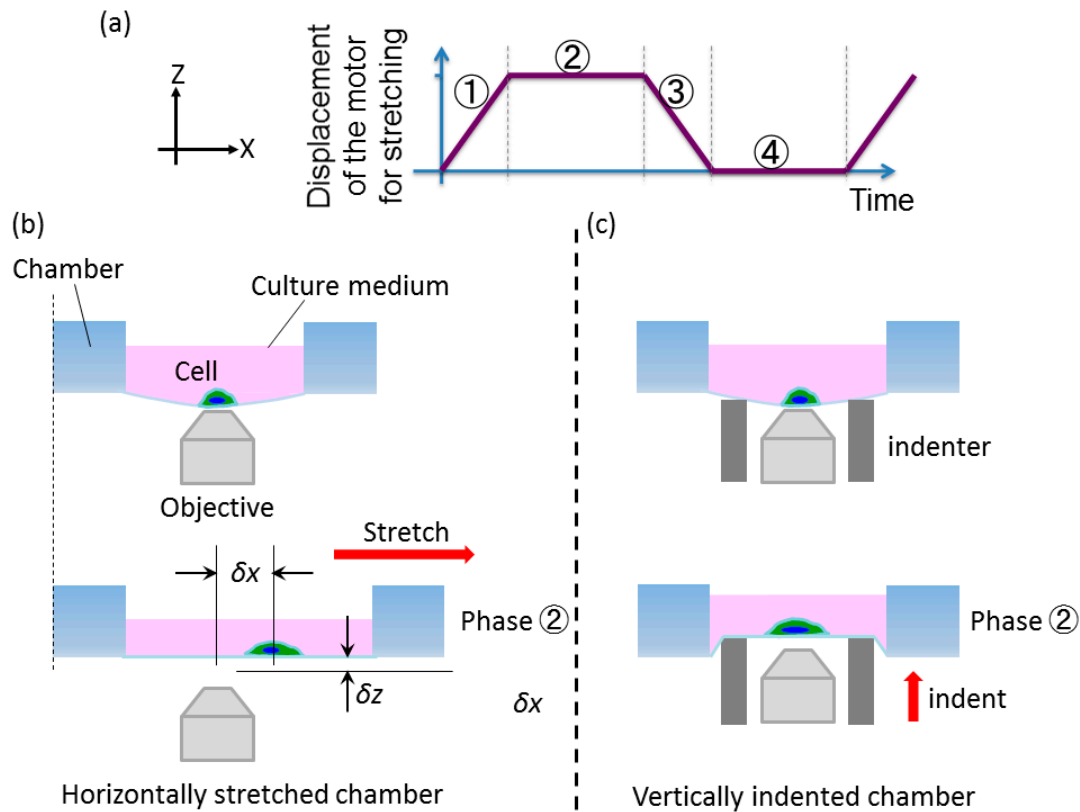 (a)
Z
X
Displacement
of the motor
for stretching
①
②
③
④
Time
(b)
Chamber
Culture medium
Cell
Objective
Stretch
δx
Phase ②
δz
Horizontally stretched chamber
(c)
indenter
Phase ②
δx
indent
Vertically indented chamber